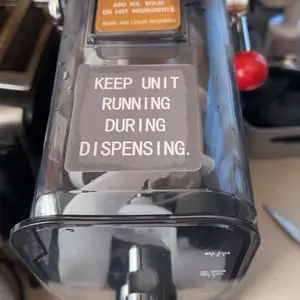 ADD ICE, SOLID
OR HOT INGREDIENTS.
KEEP UNIT
RUNNING
DURING
DISPENSING.